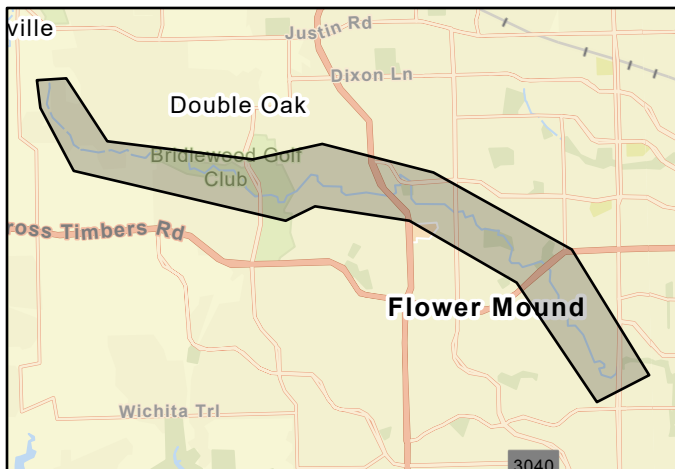 ville
Justin Rd
Dixon Ln
Double Oak
Bridlewood Golf
Club
ross Timbers Rd
Flower Mound
Wichita Trl
3040